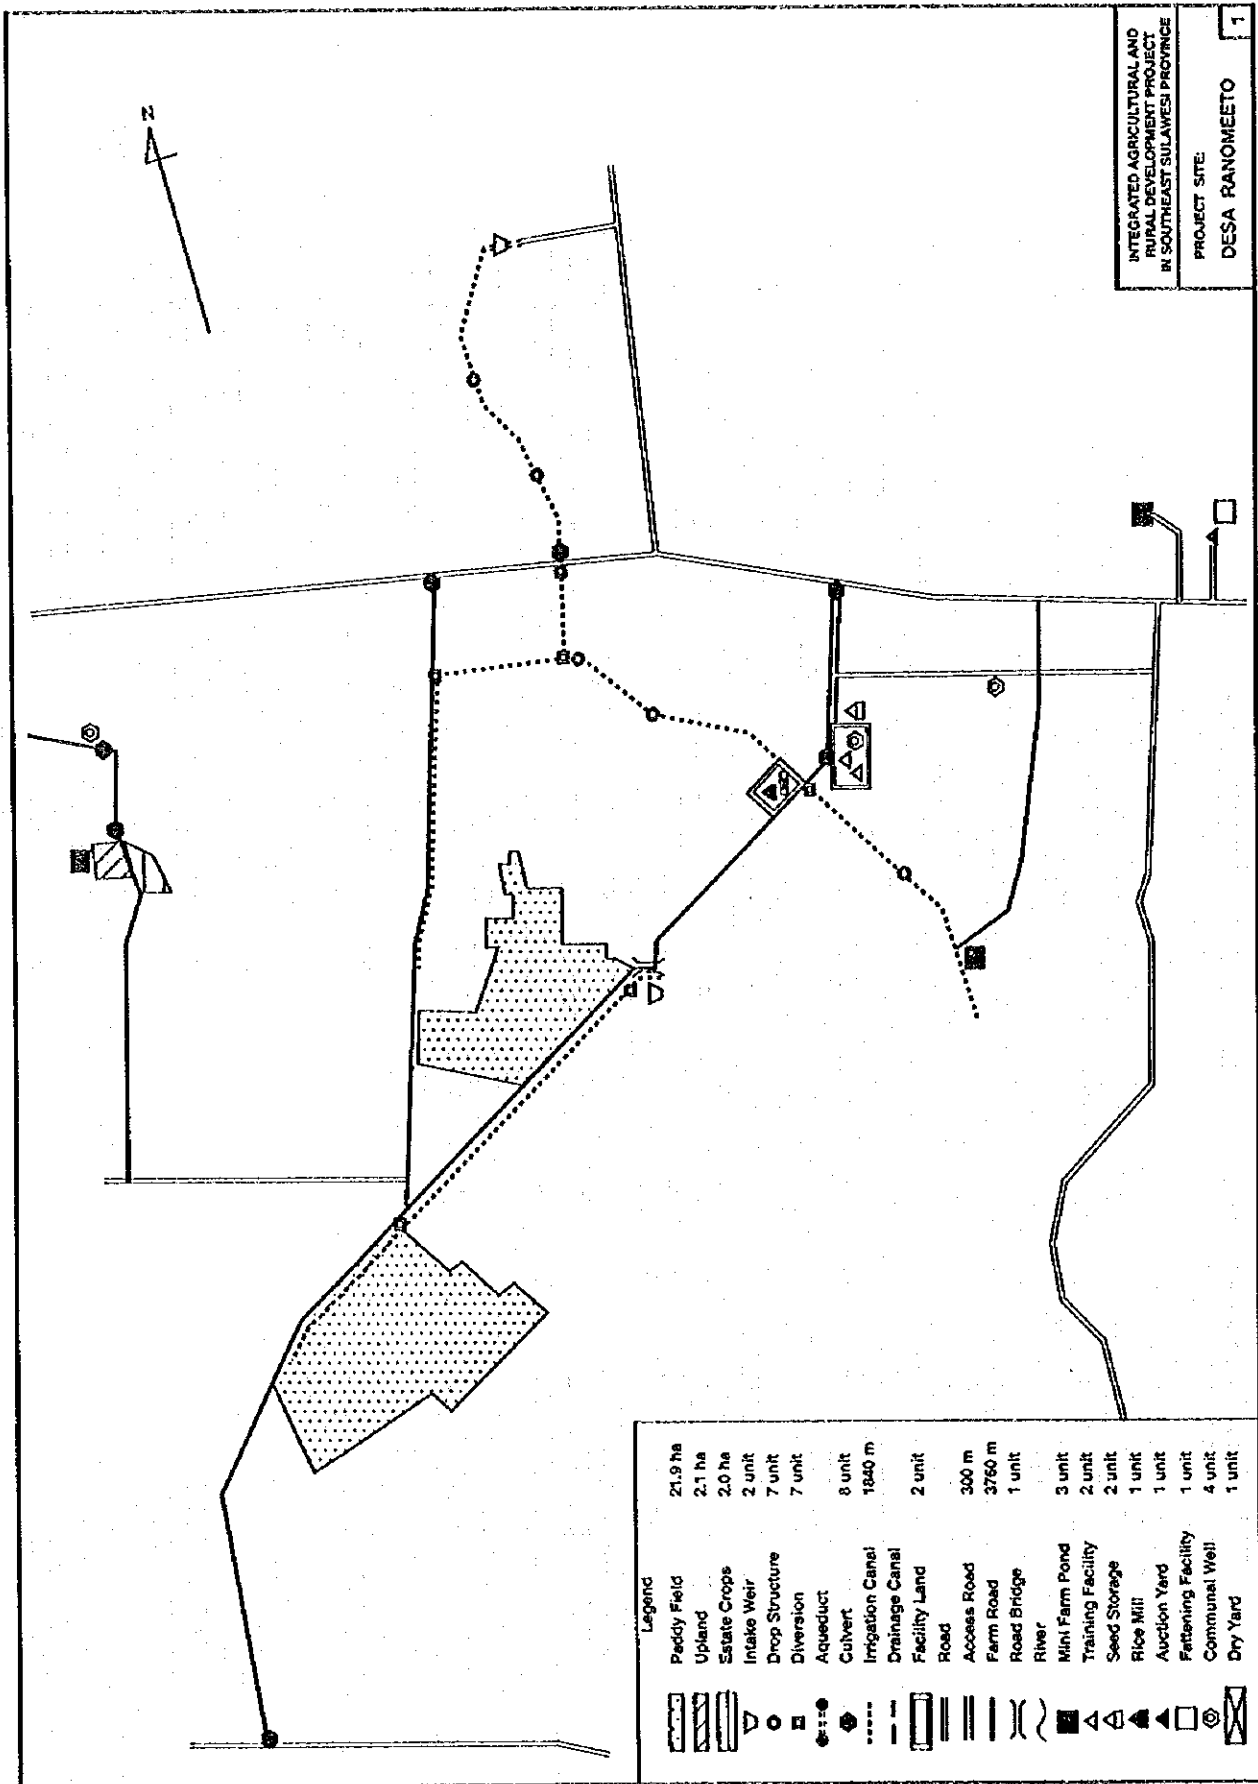 N
INTEGRATED AGRICULTURAL AND
RURAL DEVELOPMENT PROJECT
IN SOUTHEAST SULAWESI PROVINCE
PROJECT SITE:
DESA RANOMEETO
1
Legend
Paddy Field 21.9 ha
Upland 2.1 ha
Estate Crops 2.0 ha
Intake Weir 2 unit
Drop Structure 7 unit
Diversion 7 unit
Aqueduct
Culvert 8 unit
Irrigation Canal 1840 m
Drainage Canal
Facility Land 2 unit
Road
Access Road 300 m
Farm Road 3760 m
Road Bridge 1 unit
River
Mini Farm Pond 3 unit
Training Facility 2 unit
Seed Storage 2 unit
Rice Mill 1 unit
Auction Yard 1 unit
Fattening Facility 1 unit
Communal Well 4 unit
Dry Yard 1 unit